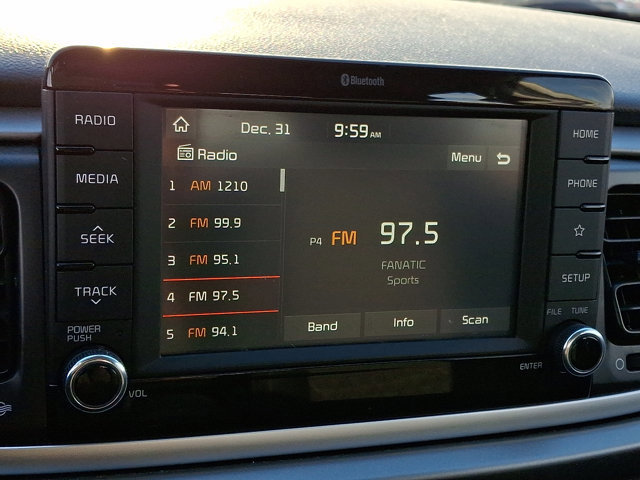 Bluetooth
RADIO
MEDIA
SEEK
TRACK
POWER
PUSH
VOL
Dec. 31 9:59 AM
Radio
Menu
1 AM 1210
2 FM 99.9
3 FM 95.1
4 FM 97.5
5 FM 94.1
P4 FM 97.5
FANATIC
Sports
Band
Info
Scan
HOME
PHONE
SETUP
FILE TUNE
ENTER